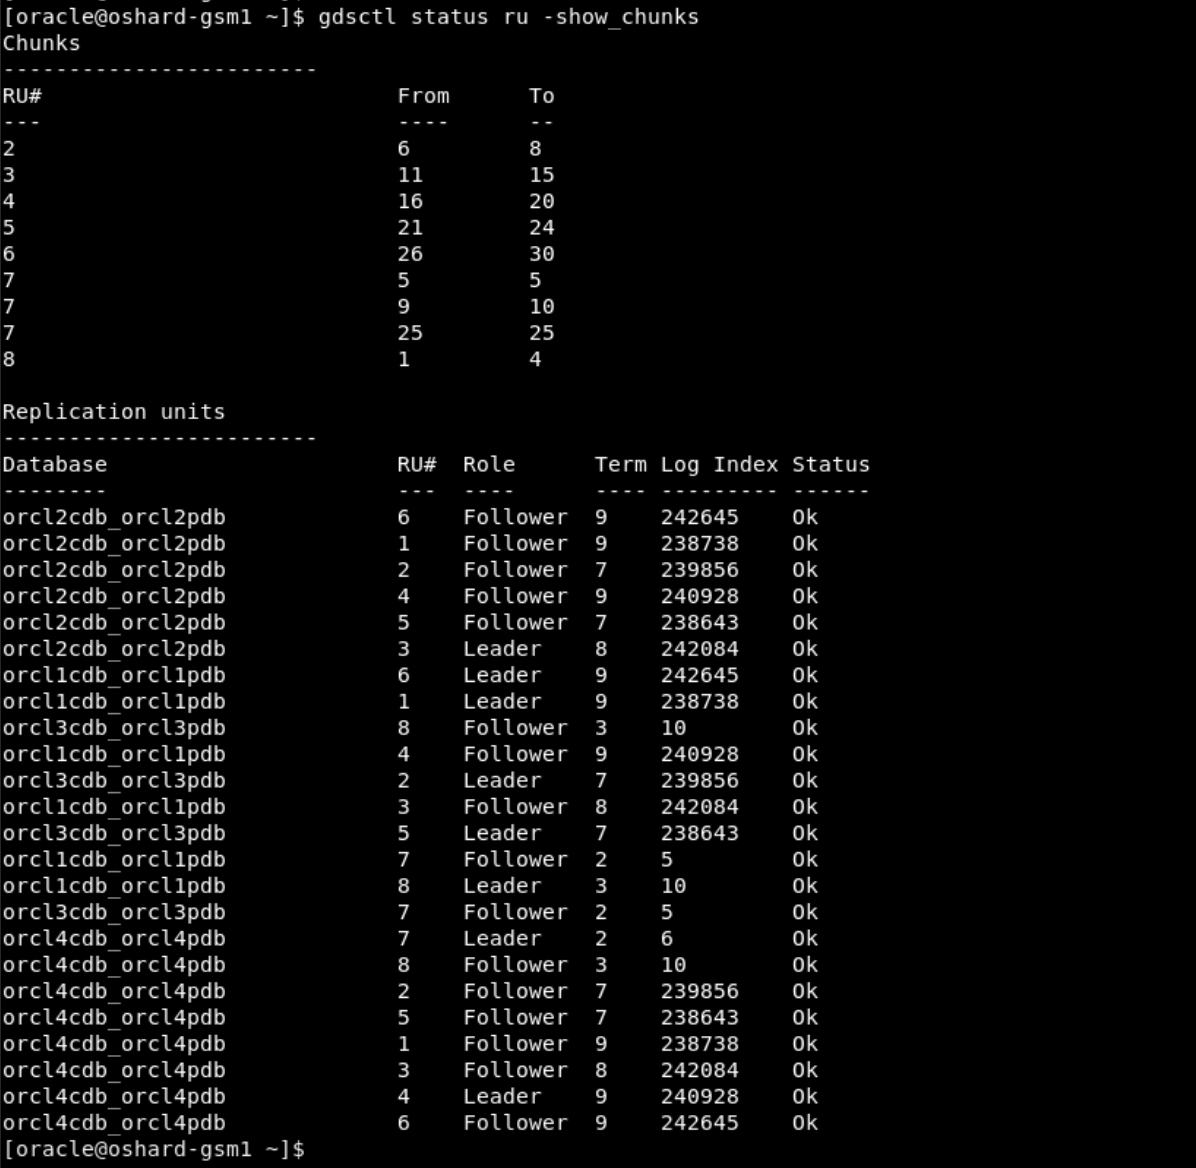 [oracle@oshard-gsm1 ~]$ gdsctl status ru -show_chunks
Chunks
------------------------
RU#                           From      To
---                           ----      --
2                             6         8
3                             11        15
4                             16        20
5                             21        24
6                             26        30
7                             5         5
7                             9         10
7                             25        25
8                             1         4

Replication units
------------------------
Database                      RU#  Role      Term Log Index Status
--------                      ---  ----      ---- --------- ------
orcl2cdb_orcl2pdb             6    Follower  9    242645    Ok
orcl2cdb_orcl2pdb             1    Follower  9    238738    Ok
orcl2cdb_orcl2pdb             2    Follower  7    239856    Ok
orcl2cdb_orcl2pdb             4    Follower  9    240928    Ok
orcl2cdb_orcl2pdb             5    Follower  7    238643    Ok
orcl2cdb_orcl2pdb             3    Leader    8    242084    Ok
orcl1cdb_orcl1pdb             6    Leader    9    242645    Ok
orcl1cdb_orcl1pdb             1    Leader    9    238738    Ok
orcl3cdb_orcl3pdb             8    Follower  3    10        Ok
orcl1cdb_orcl1pdb             4    Follower  9    240928    Ok
orcl3cdb_orcl3pdb             2    Leader    7    239856    Ok
orcl1cdb_orcl1pdb             3    Follower  8    242084    Ok
orcl3cdb_orcl3pdb             5    Leader    7    238643    Ok
orcl1cdb_orcl1pdb             7    Follower  2    5         Ok
orcl1cdb_orcl1pdb             8    Leader    3    10        Ok
orcl3cdb_orcl3pdb             7    Follower  2    5         Ok
orcl4cdb_orcl4pdb             7    Leader    2    6         Ok
orcl4cdb_orcl4pdb             8    Follower  3    10        Ok
orcl4cdb_orcl4pdb             2    Follower  7    239856    Ok
orcl4cdb_orcl4pdb             5    Follower  7    238643    Ok
orcl4cdb_orcl4pdb             1    Follower  9    238738    Ok
orcl4cdb_orcl4pdb             3    Follower  8    242084    Ok
orcl4cdb_orcl4pdb             4    Leader    9    240928    Ok
orcl4cdb_orcl4pdb             6    Follower  9    242645    Ok
[oracle@oshard-gsm1 ~]$